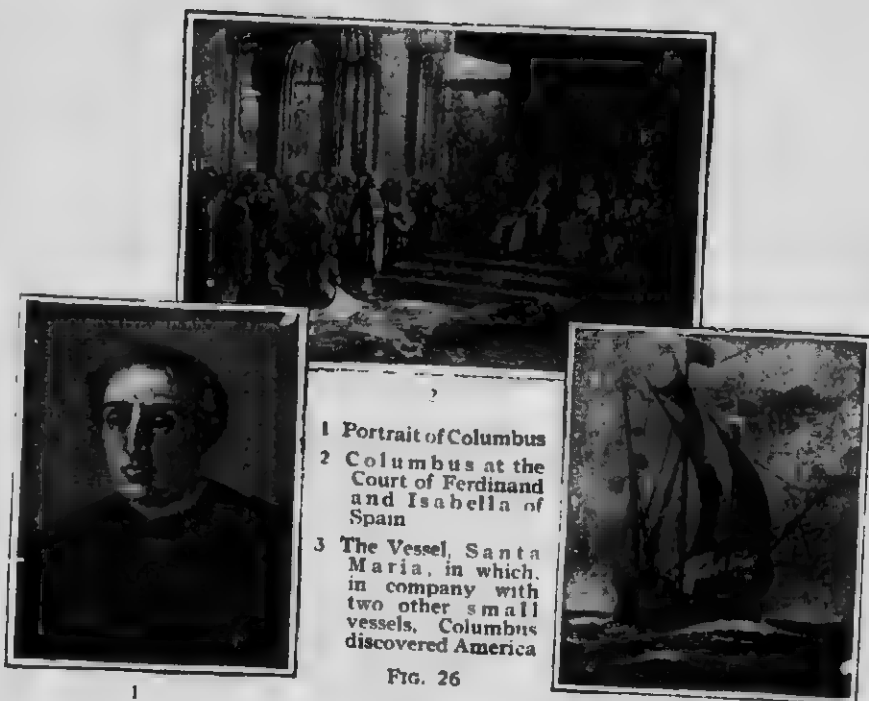 2
1 Portrait of Columbus
2 Columbus at the
Court of Ferdinand
and Isabella of
Spain
3 The Vessel, Santa
Maria, in which,
in company with
two other small
vessels, Columbus
discovered America
FIG. 26
1